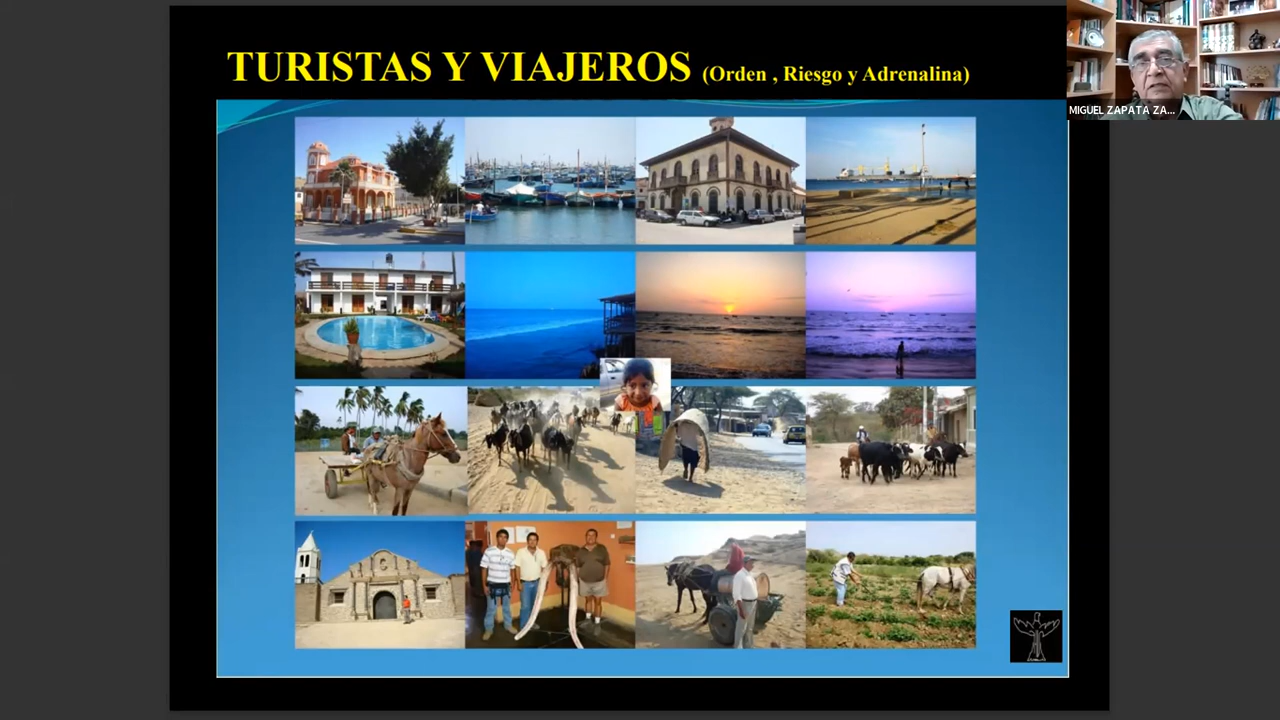 TURISTAS Y VIAJEROS (Orden , Riesgo y Adrenalina)
MIGUEL ZAPATA ZA...